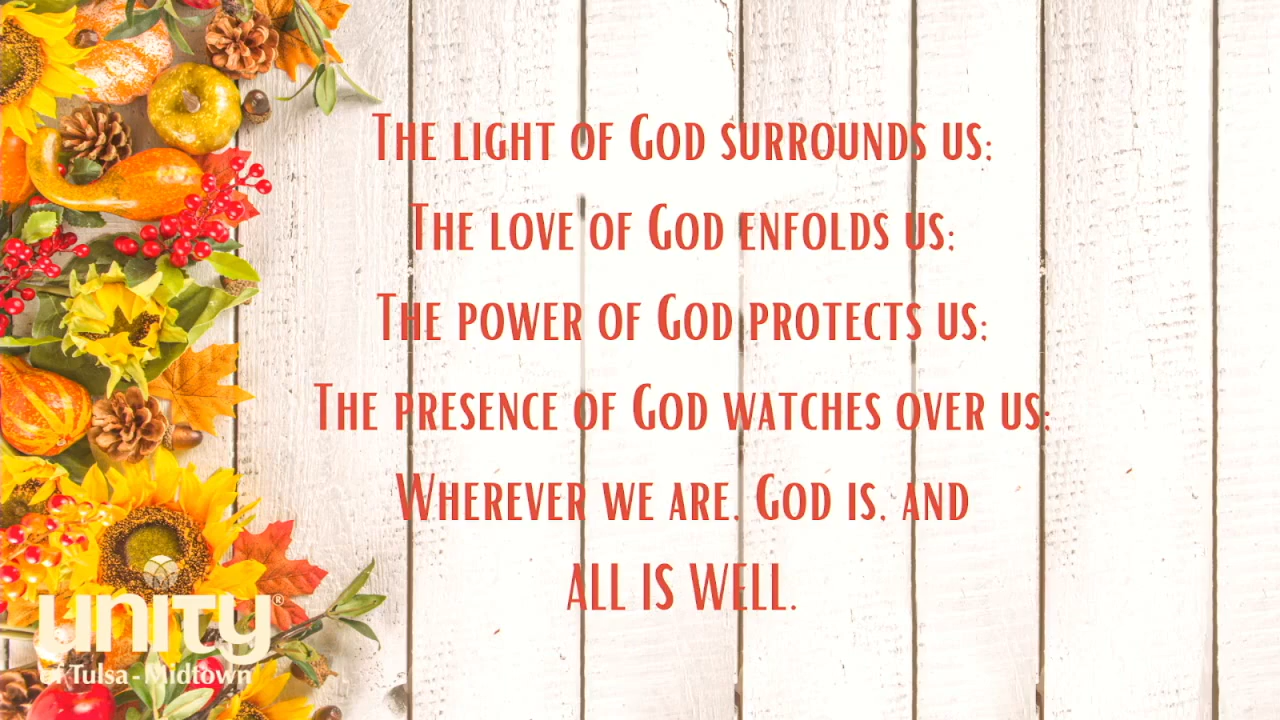 The light of God surrounds us;
The love of God enfolds us;
The power of God protects us;
The presence of God watches over us;
Wherever we are, God is, and
all is well.
unity®
of Tulsa - Midtown